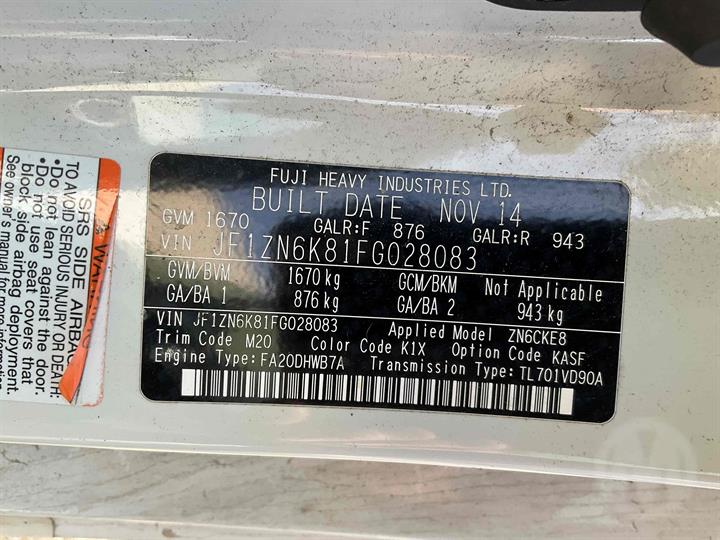 FUJI HEAVY INDUSTRIES LTD.
BUILT DATE NOV 14
GVM 1670 GALR:F 876 GALR:R 943
VIN JF1ZN6K81FG028083
GVM/BVM 1670 kg GCM/BKM Not Applicable
GA/BA 1 876 kg GA/BA 2 943 kg
VIN JF1ZN6K81FG028083 Applied Model ZN6CKE8
Trim Code M20 Color Code K1X Option Code KASF
Engine Type:FA20DHWB7A Transmission Type:TL701VD90A
SRS SIDE AIRBAG
TO AVOID SERIOUS INJURY OR DEATH:
•Do not lean against the door.
•Do not use seat covers that
block side airbag deployment.
See owner's manual for more information.